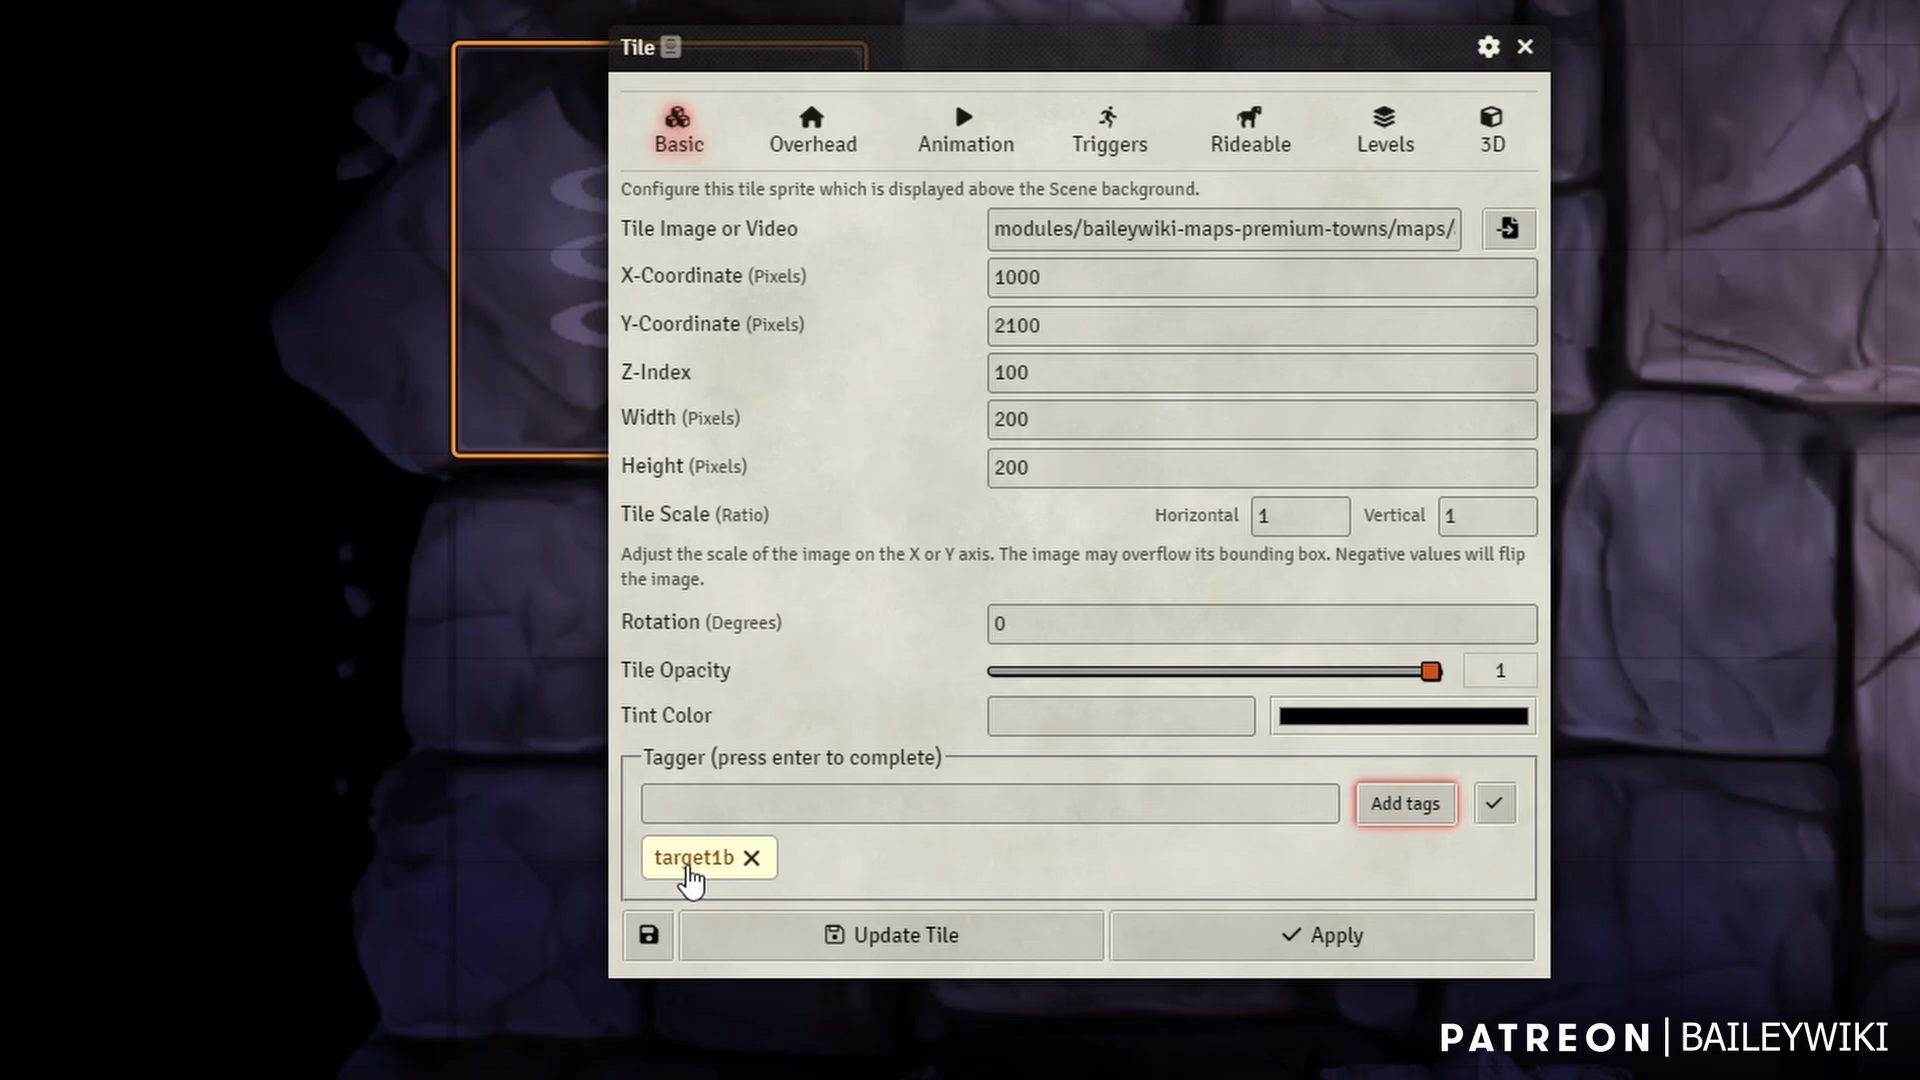 Tile
Basic Overhead Animation Triggers Rideable Levels 3D
Configure this tile sprite which is displayed above the Scene background.
Tile Image or Video modules/baileywiki-maps-premium-towns/maps/
X-Coordinate (Pixels) 1000
Y-Coordinate (Pixels) 2100
Z-Index 100
Width (Pixels) 200
Height (Pixels) 200
Tile Scale (Ratio) Horizontal 1 Vertical 1
Adjust the scale of the image on the X or Y axis. The image may overflow its bounding box. Negative values will flip
the image.
Rotation (Degrees) 0
Tile Opacity 1
Tint Color
Tagger (press enter to complete)
Add tags
target1b
Update Tile Apply
PATREON | BAILEYWIKI